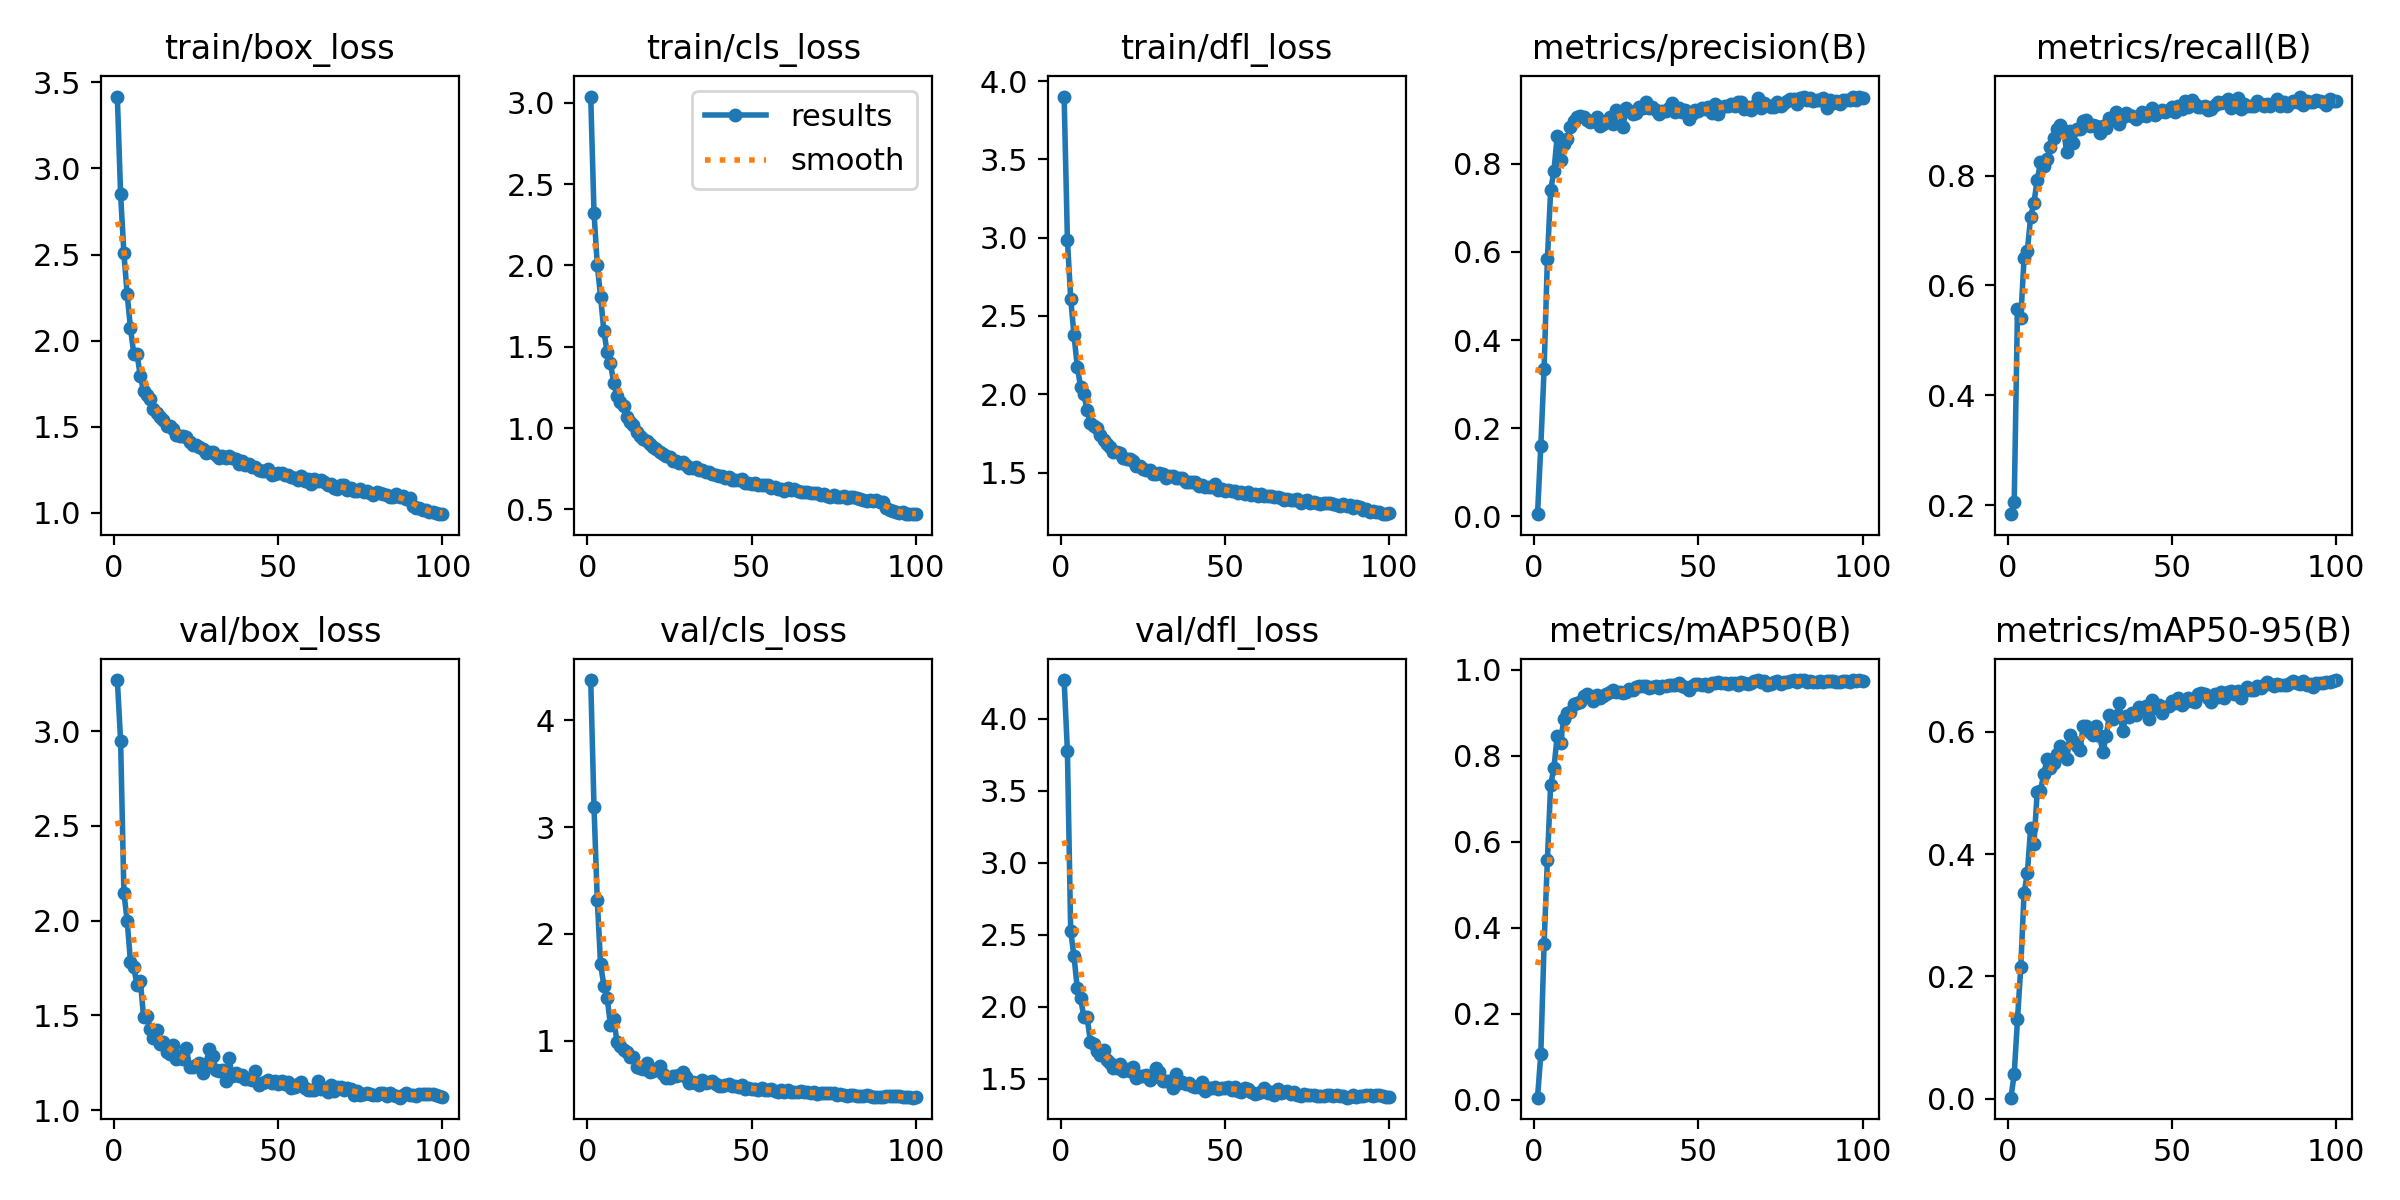 train/box_loss
3.5
3.0
2.5
2.0
1.5
1.0
0 50 100
train/cls_loss
results
smooth
3.0
2.5
2.0
1.5
1.0
0.5
0 50 100
train/dfl_loss
4.0
3.5
3.0
2.5
2.0
1.5
0 50 100
metrics/precision(B)
0.8
0.6
0.4
0.2
0.0
0 50 100
metrics/recall(B)
0.8
0.6
0.4
0.2
0 50 100
val/box_loss
3.0
2.5
2.0
1.5
1.0
0 50 100
val/cls_loss
4
3
2
1
0 50 100
val/dfl_loss
4.0
3.5
3.0
2.5
2.0
1.5
0 50 100
metrics/mAP50(B)
1.0
0.8
0.6
0.4
0.2
0.0
0 50 100
metrics/mAP50-95(B)
0.6
0.4
0.2
0.0
0 50 100